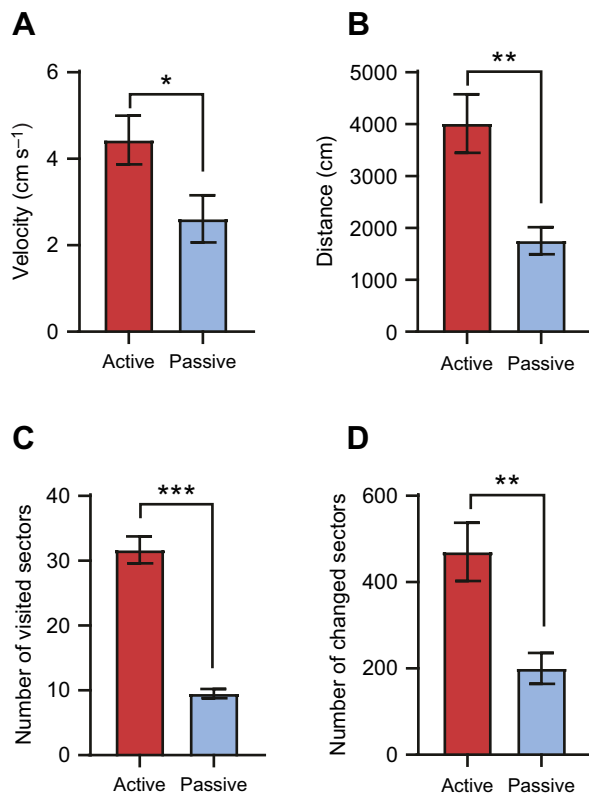 A
B
*
**
6
4
2
0
Velocity (cm s⁻¹)
Active Passive
5000
4000
3000
2000
1000
0
Distance (cm)
Active Passive
C
D
***
**
40
30
20
10
0
Number of visited sectors
Active Passive
600
400
200
0
Number of changed sectors
Active Passive